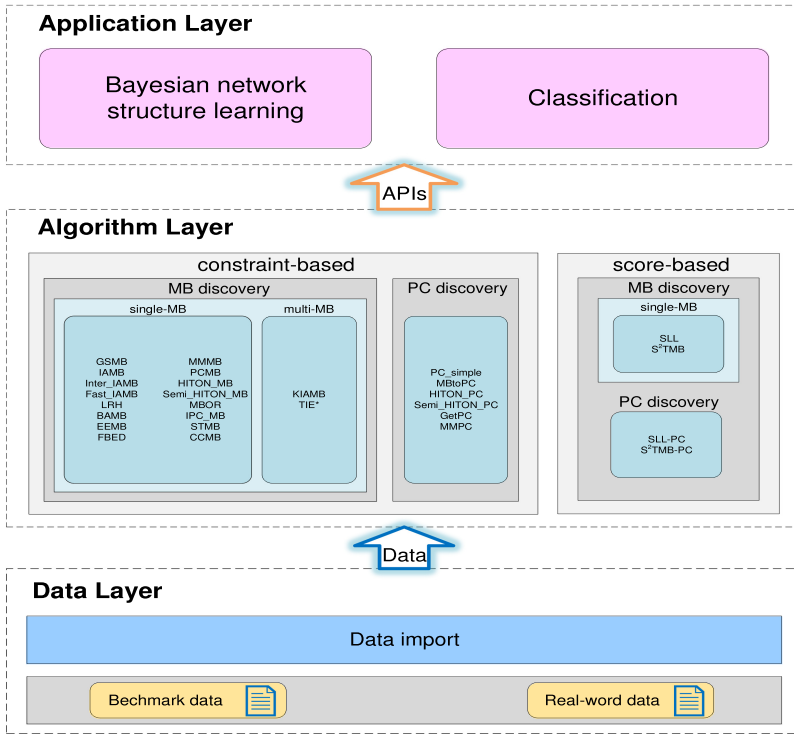 Application Layer
Bayesian network
structure learning
Classification
APIs
Algorithm Layer
constraint-based
MB discovery
single-MB
GSMB
IAMB
Inter_IAMB
Fast_IAMB
LRH
BAMB
EEMB
FBED
MMMB
PCMB
HITON_MB
Semi_HITON_MB
MBOR
IPC_MB
STMB
CCMB
multi-MB
KIAMB
TIE*
PC discovery
PC_simple
MBtoPC
HITON_PC
Semi_HITON_PC
GetPC
MMPC
score-based
MB discovery
single-MB
SLL
S²TMB
PC discovery
SLL-PC
S²TMB-PC
Data
Data Layer
Data import
Bechmark data
Real-word data